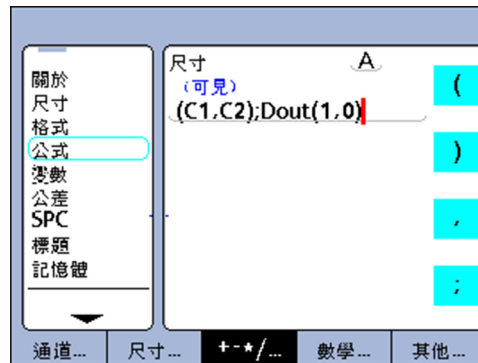 關於
尺寸
格式
公式
變數
公差
SPC
標題
記憶體
尺寸 A
(可見)
(C1,C2);Dout(1,0)
(
)
,
;
通道... 尺寸... +-*/... 數學... 其他...